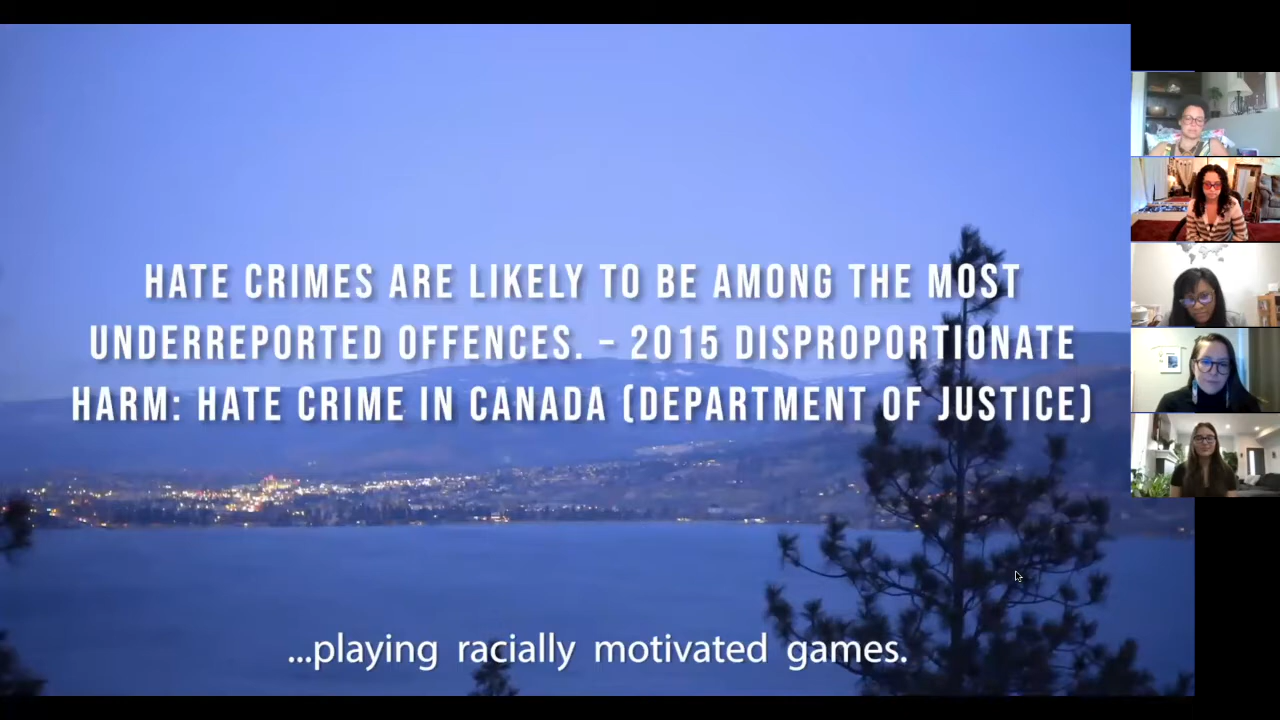 HATE CRIMES ARE LIKELY TO BE AMONG THE MOST
UNDERREPORTED OFFENCES. – 2015 DISPROPORTIONATE
HARM: HATE CRIME IN CANADA (DEPARTMENT OF JUSTICE)
...playing racially motivated games.